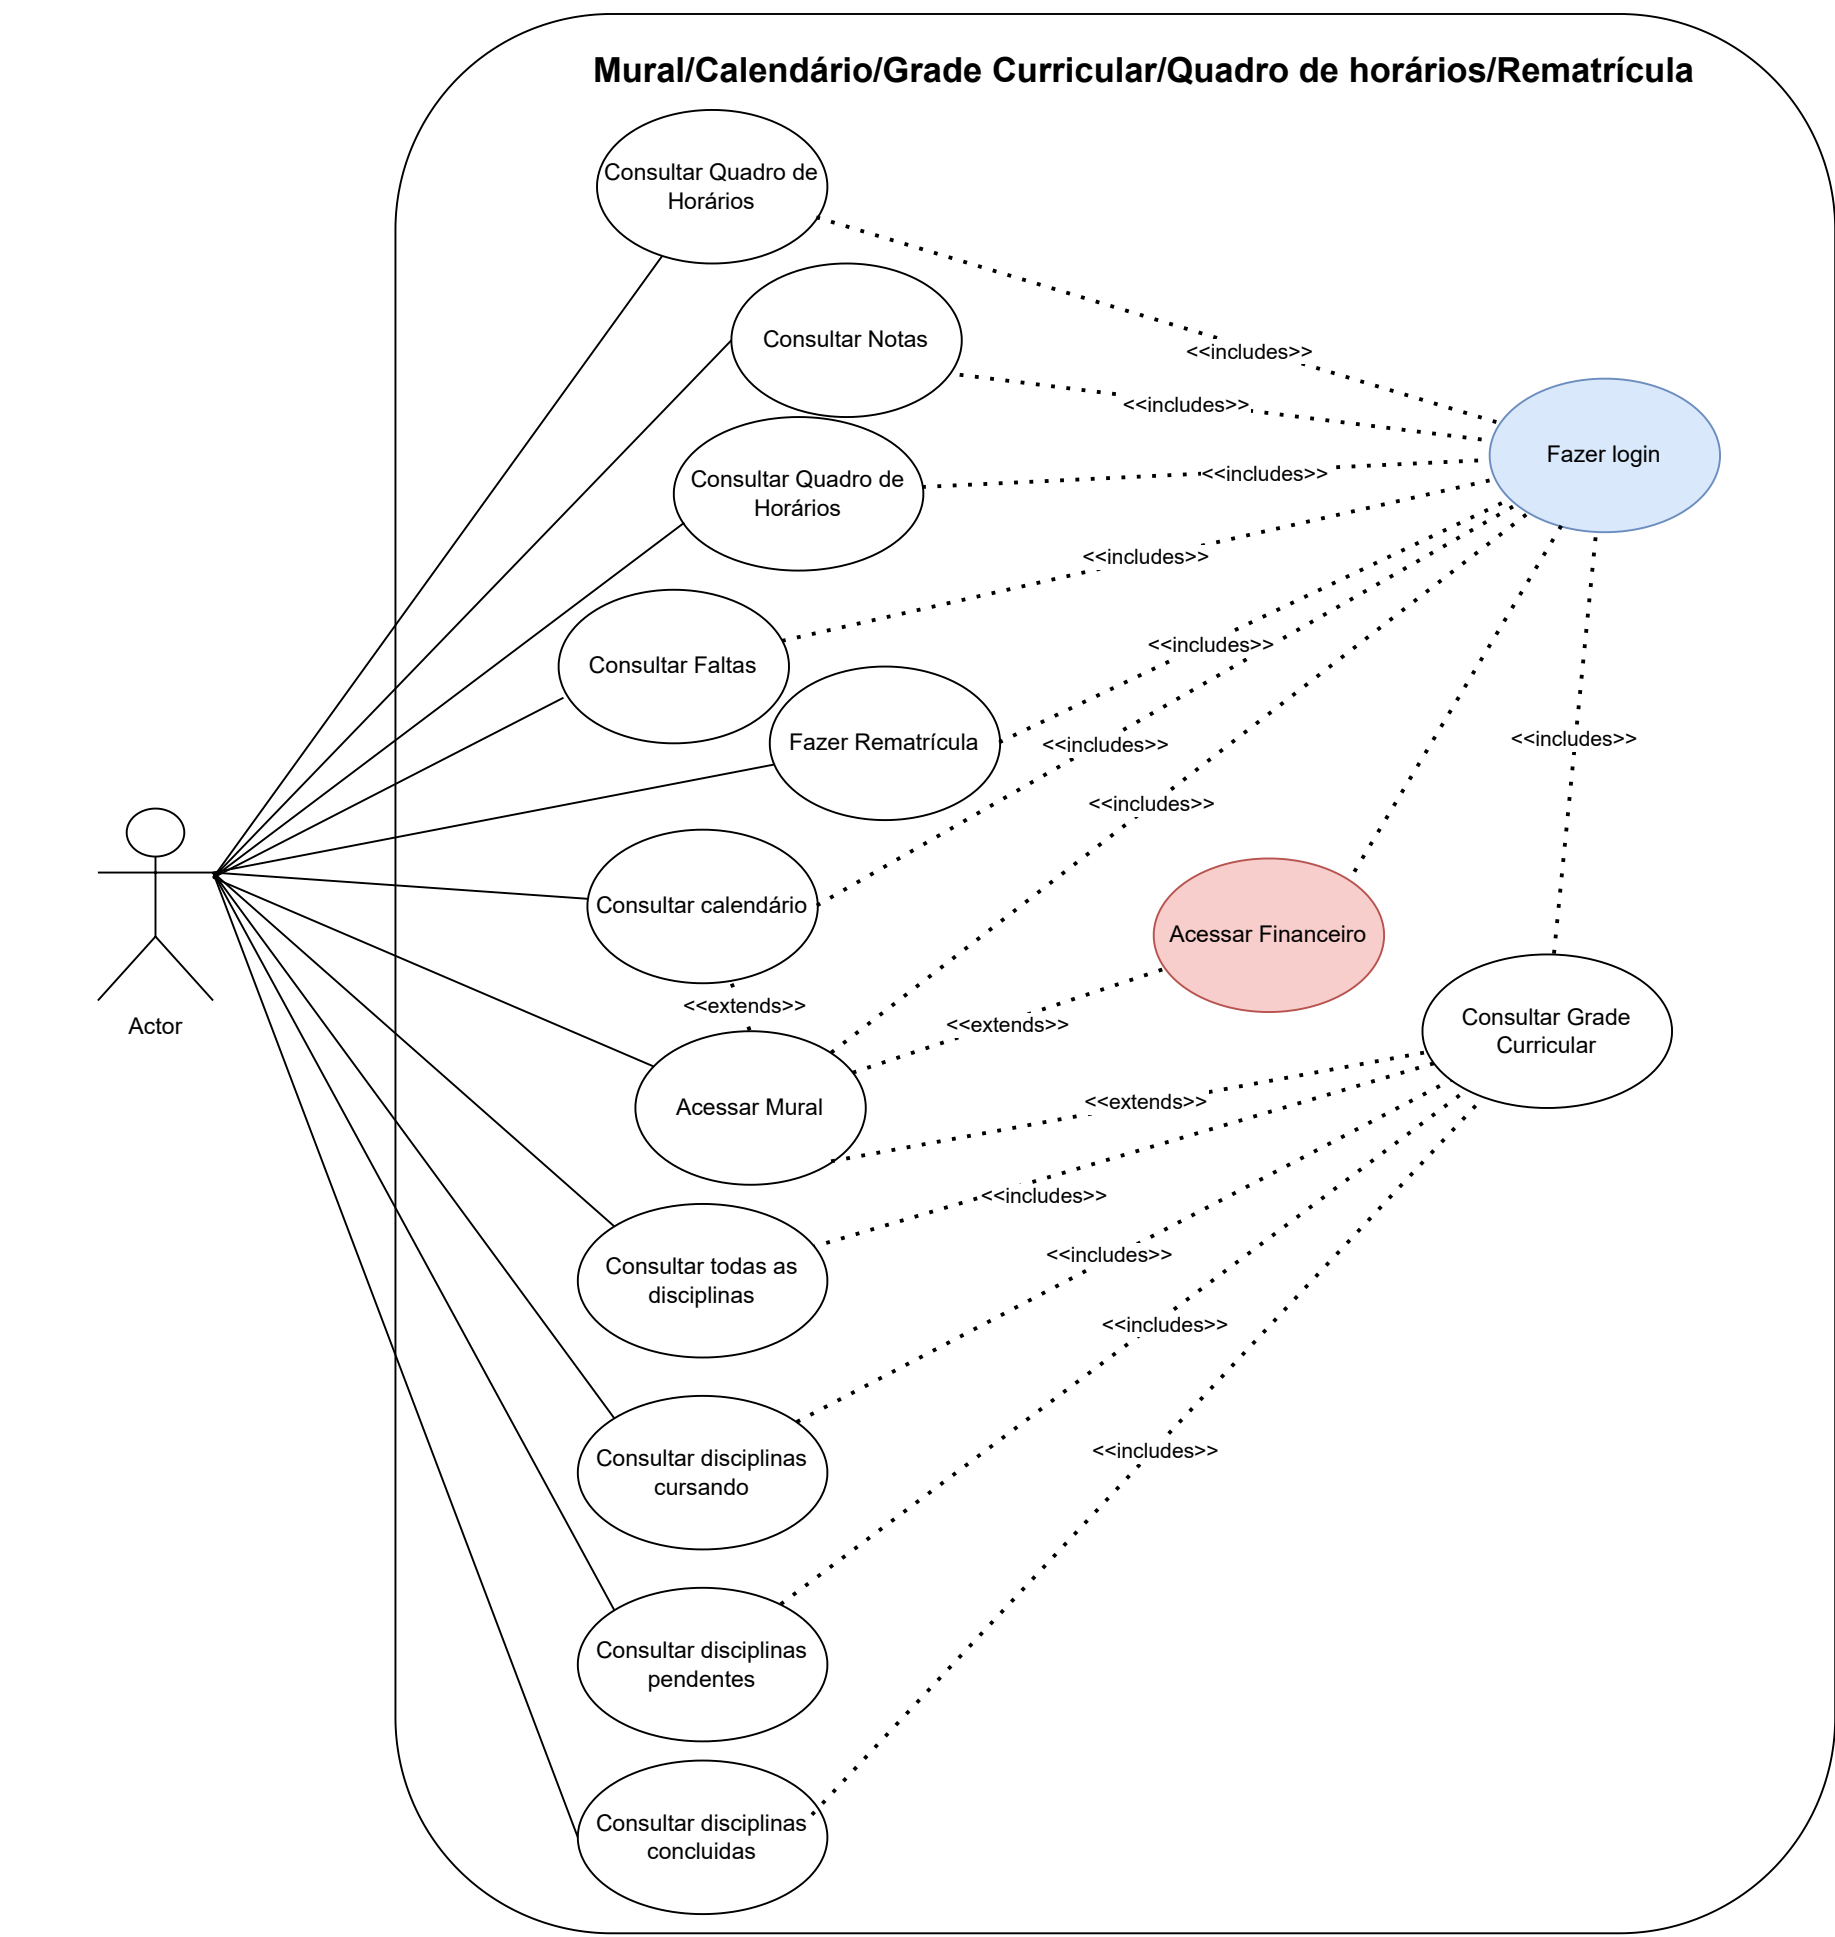 Mural/Calendário/Grade Curricular/Quadro de horários/Rematrícula
Consultar Quadro de
Horários
Consultar Notas
<<includes>>
<<includes>>
Fazer login
Consultar Quadro de
Horários
<<includes>>
<<includes>>
Consultar Faltas
<<includes>>
Fazer Rematrícula
<<includes>>
<<includes>>
<<includes>>
Consultar calendário
Acessar Financeiro
<<extends>>
<<extends>>
Consultar Grade
Curricular
Actor
Acessar Mural
<<extends>>
<<includes>>
Consultar todas as
disciplinas
<<includes>>
<<includes>>
Consultar disciplinas
cursando
<<includes>>
Consultar disciplinas
pendentes
Consultar disciplinas
concluidas